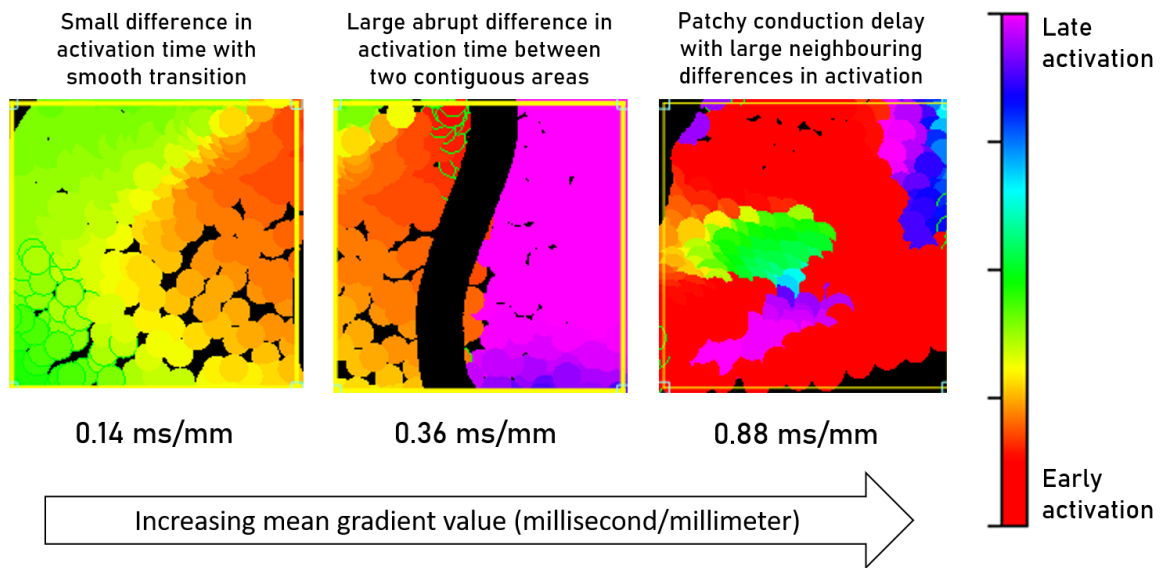 Small difference in
activation time with
smooth transition
Large abrupt difference in
activation time between
two contiguous areas
Patchy conduction delay
with large neighbouring
differences in activation
Late
activation
0.14 ms/mm
0.36 ms/mm
0.88 ms/mm
Early
activation
Increasing mean gradient value (millisecond/millimeter)